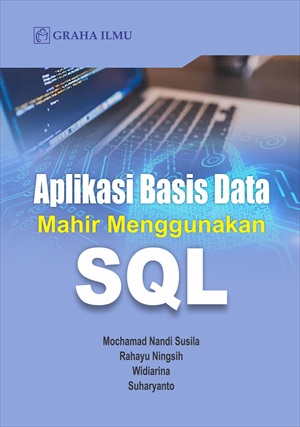 GRAHA ILMU
Aplikasi Basis Data
Mahir Menggunakan
SQL
Mochamad Nandi Susila
Rahayu Ningsih
Widiarina
Suharyanto